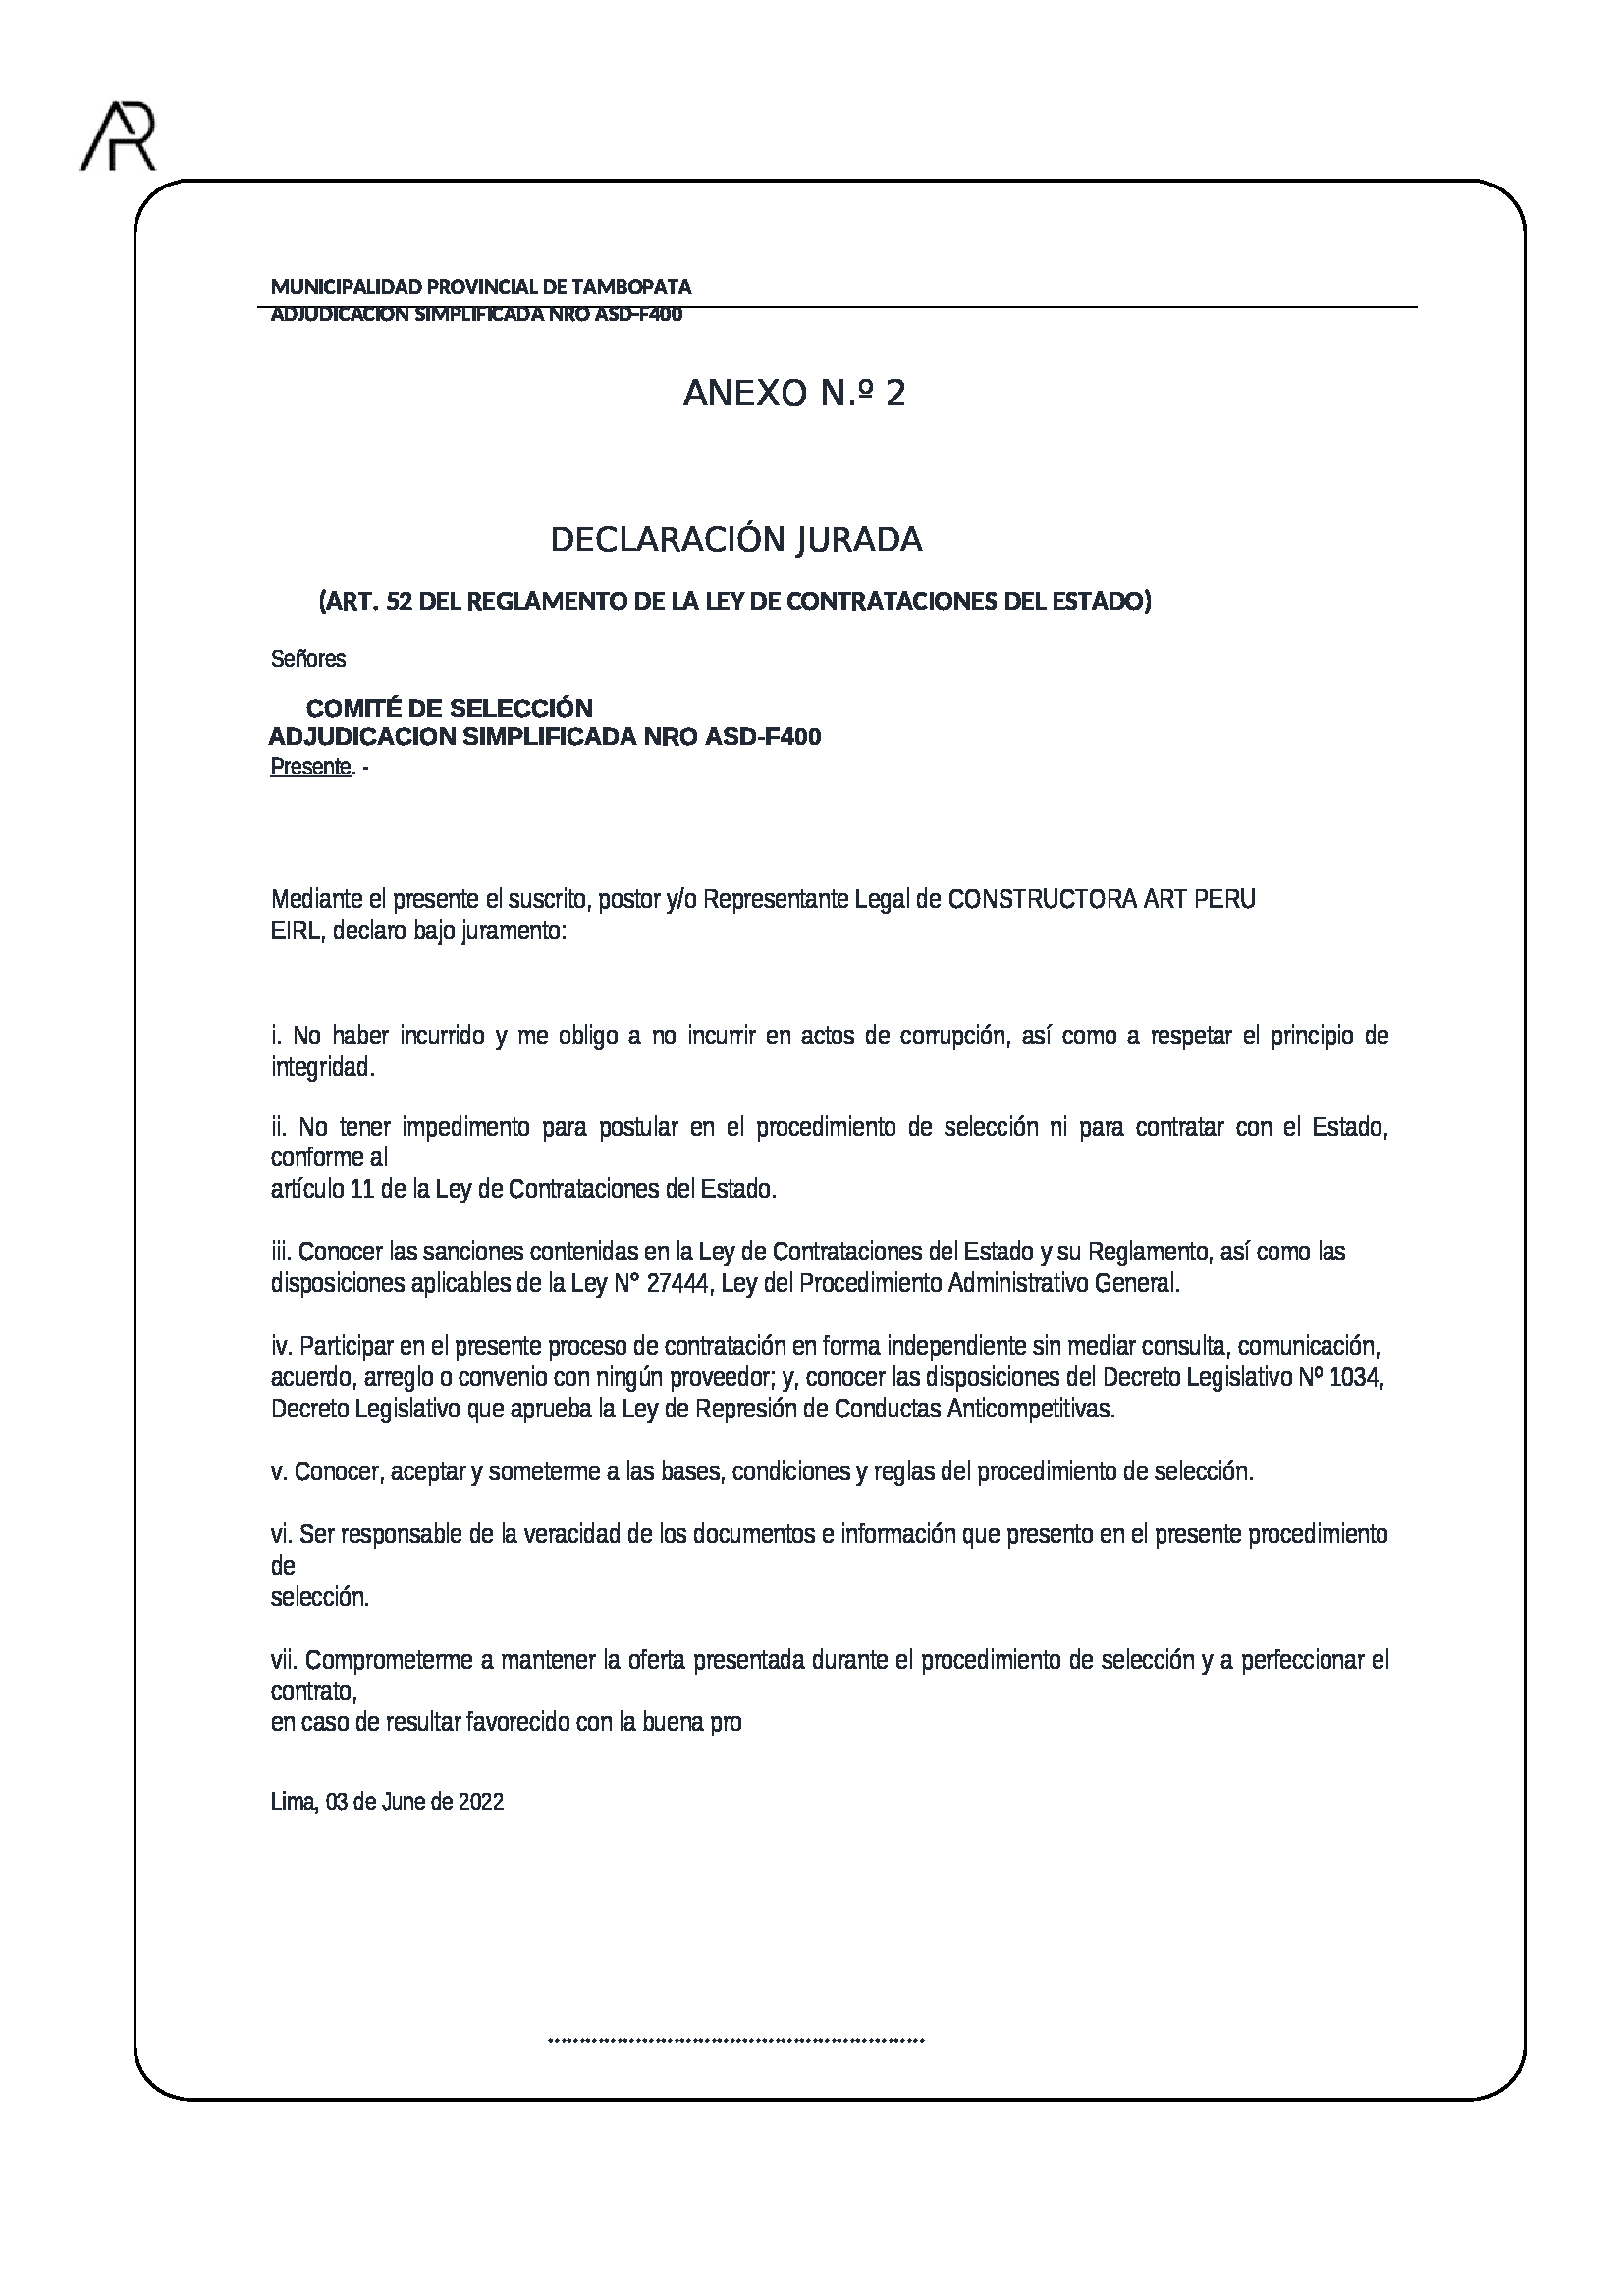 AR
MUNICIPALIDAD PROVINCIAL DE TAMBOPATA
ADJUDICACION SIMPLIFICADA NRO ASD-F400
ANEXO N.º 2
DECLARACIÓN JURADA
(ART. 52 DEL REGLAMENTO DE LA LEY DE CONTRATACIONES DEL ESTADO)
Señores
COMITÉ DE SELECCIÓN
ADJUDICACION SIMPLIFICADA NRO ASD-F400
Presente. -
Mediante el presente el suscrito, postor y/o Representante Legal de CONSTRUCTORA ART PERU
EIRL, declaro bajo juramento:
i. No haber incurrido y me obligo a no incurrir en actos de corrupción, así como a respetar el principio de
integridad.
ii. No tener impedimento para postular en el procedimiento de selección ni para contratar con el Estado,
conforme al
artículo 11 de la Ley de Contrataciones del Estado.
iii. Conocer las sanciones contenidas en la Ley de Contrataciones del Estado y su Reglamento, así como las
disposiciones aplicables de la Ley N° 27444, Ley del Procedimiento Administrativo General.
iv. Participar en el presente proceso de contratación en forma independiente sin mediar consulta, comunicación,
acuerdo, arreglo o convenio con ningún proveedor; y, conocer las disposiciones del Decreto Legislativo Nº 1034,
Decreto Legislativo que aprueba la Ley de Represión de Conductas Anticompetitivas.
v. Conocer, aceptar y someterme a las bases, condiciones y reglas del procedimiento de selección.
vi. Ser responsable de la veracidad de los documentos e información que presento en el presente procedimiento
de
selección.
vii. Comprometerme a mantener la oferta presentada durante el procedimiento de selección y a perfeccionar el
contrato,
en caso de resultar favorecido con la buena pro
Lima, 03 de June de 2022